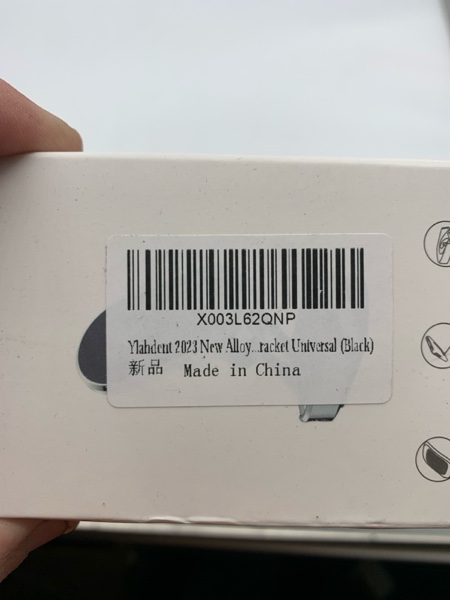 X003L62QNP
Ylahdent 2023 New Alloy...racket Universal (Black)
新品 Made in China